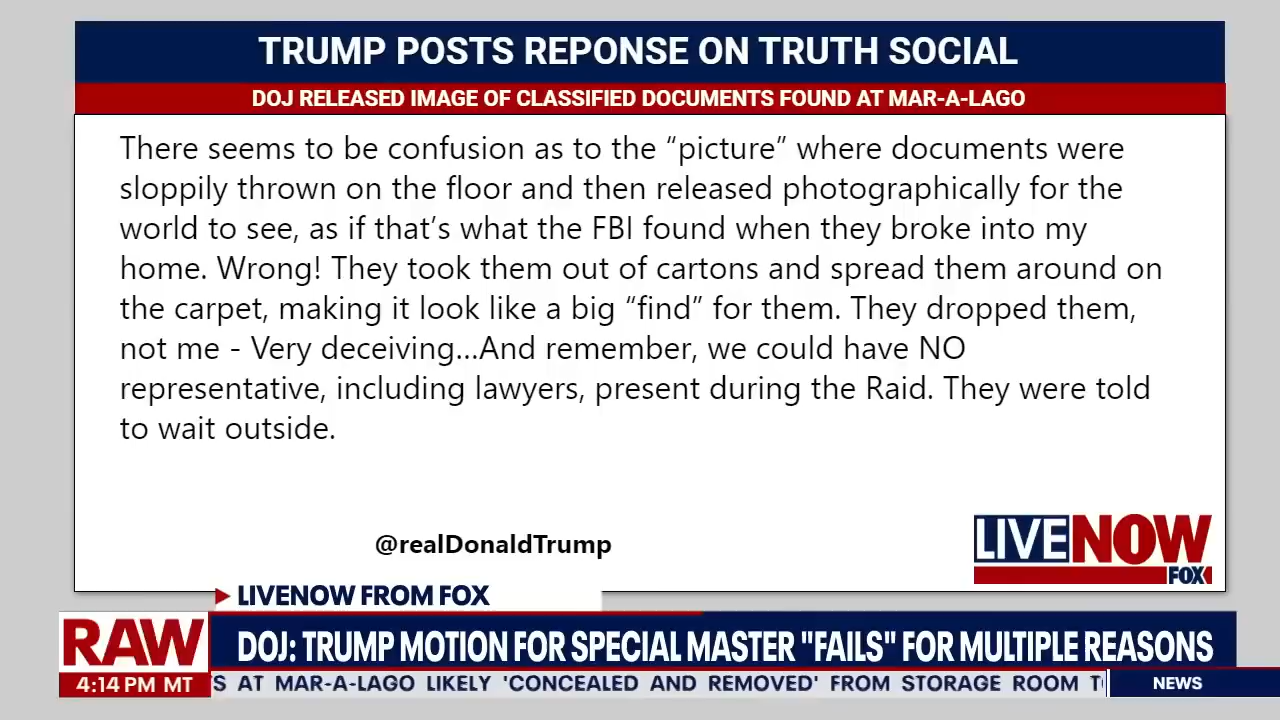 TRUMP POSTS REPONSE ON TRUTH SOCIAL
DOJ RELEASED IMAGE OF CLASSIFIED DOCUMENTS FOUND AT MAR-A-LAGO
There seems to be confusion as to the “picture” where documents were
sloppily thrown on the floor and then released photographically for the
world to see, as if that’s what the FBI found when they broke into my
home. Wrong! They took them out of cartons and spread them around on
the carpet, making it look like a big “find” for them. They dropped them,
not me - Very deceiving...And remember, we could have NO
representative, including lawyers, present during the Raid. They were told
to wait outside.
@realDonaldTrump
LIVENOW
FOX
LIVENOW FROM FOX
RAW
DOJ: TRUMP MOTION FOR SPECIAL MASTER "FAILS" FOR MULTIPLE REASONS
4:14 PM MT
'S AT MAR-A-LAGO LIKELY 'CONCEALED AND REMOVED' FROM STORAGE ROOM
NEWS